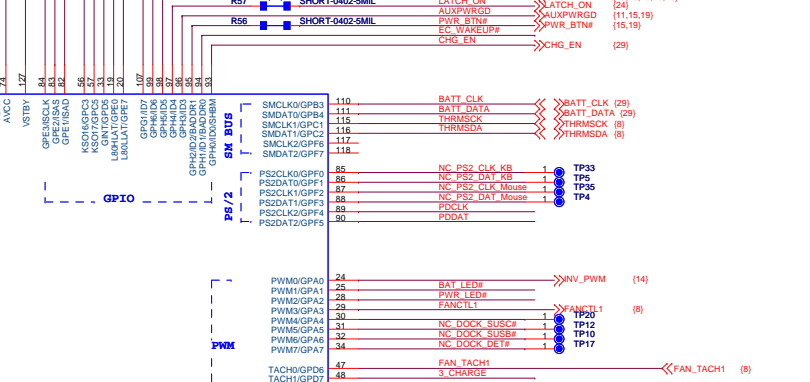 R57 SHORT-0402-5MIL LATCH_ON LATCH_ON {24}
AUXPWRGD AUXPWRGD {11,15,19}
R56 SHORT-0402-5MIL PWR_BTN# PWR_BTN# {15,19}
EC_WAKEUP#
CHG_EN CHG_EN {29}
74 127 84 83 82 56 57 33 19 20 107 99 98 97 96 95 94 93
AVCC
VSTBY
GPE3/ISCLK
GPE2/ISAS
GPE1/ISAD
KSO16/GPC3
KSO17/GPC5
GINT/GPD5
L80HLAT/GPE0
L80LLAT/GPE7
GPG1/ID7
GPH6/ID6
GPH5/ID5
GPH4/ID4
GPH3/ID3
GPH2/ID2/BADDR1
GPH1/ID1/BADDR0
GPH0/ID0/SHBM
GPIO
SM BUS
SMCLK0/GPB3 110 BATT_CLK BATT_CLK {29}
SMDAT0/GPB4 111 BATT_DATA BATT_DATA {29}
SMCLK1/GPC1 115 THRMSCK THRMSCK {8}
SMDAT1/GPC2 116 THRMSDA THRMSDA {8}
SMCLK2/GPF6 117
SMDAT2/GPF7 118
PS/2
PS2CLK0/GPF0 85 NC_PS2_CLK_KB 1 TP33
PS2DAT0/GPF1 86 NC_PS2_DAT_KB 1 TP5
PS2CLK1/GPF2 87 NC_PS2_CLK_Mouse 1 TP35
PS2DAT1/GPF3 88 NC_PS2_DAT_Mouse 1 TP4
PS2CLK2/GPF4 89 PDCLK
PS2DAT2/GPF5 90 PDDAT
PWM
PWM0/GPA0 24 INV_PWM {14}
PWM1/GPA1 25 BAT_LED#
PWM2/GPA2 28 PWR_LED#
PWM3/GPA3 29 FANCTL1 FANCTL1 {8}
PWM4/GPA4 30 1 TP20
PWM5/GPA5 31 NC_DOCK_SUSC# 1 TP12
PWM6/GPA6 32 NC_DOCK_SUSB# 1 TP10
PWM7/GPA7 34 NC_DOCK_DET# 1 TP17
TACH0/GPD6 47 FAN_TACH1 FAN_TACH1 {8}
TACH1/GPD7 48 3_CHARGE